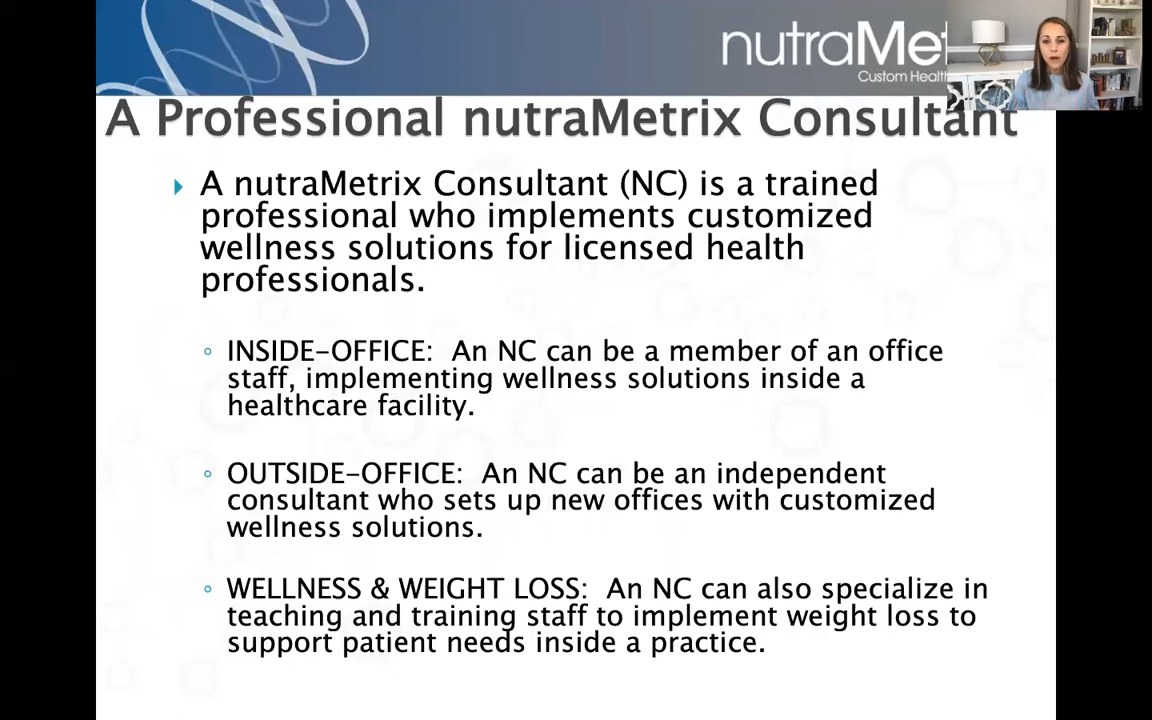 nutraMet
Custom Health
A Professional nutraMetrix Consultant
A nutraMetrix Consultant (NC) is a trained
professional who implements customized
wellness solutions for licensed health
professionals.
INSIDE-OFFICE: An NC can be a member of an office
staff, implementing wellness solutions inside a
healthcare facility.
OUTSIDE-OFFICE: An NC can be an independent
consultant who sets up new offices with customized
wellness solutions.
WELLNESS & WEIGHT LOSS: An NC can also specialize in
teaching and training staff to implement weight loss to
support patient needs inside a practice.